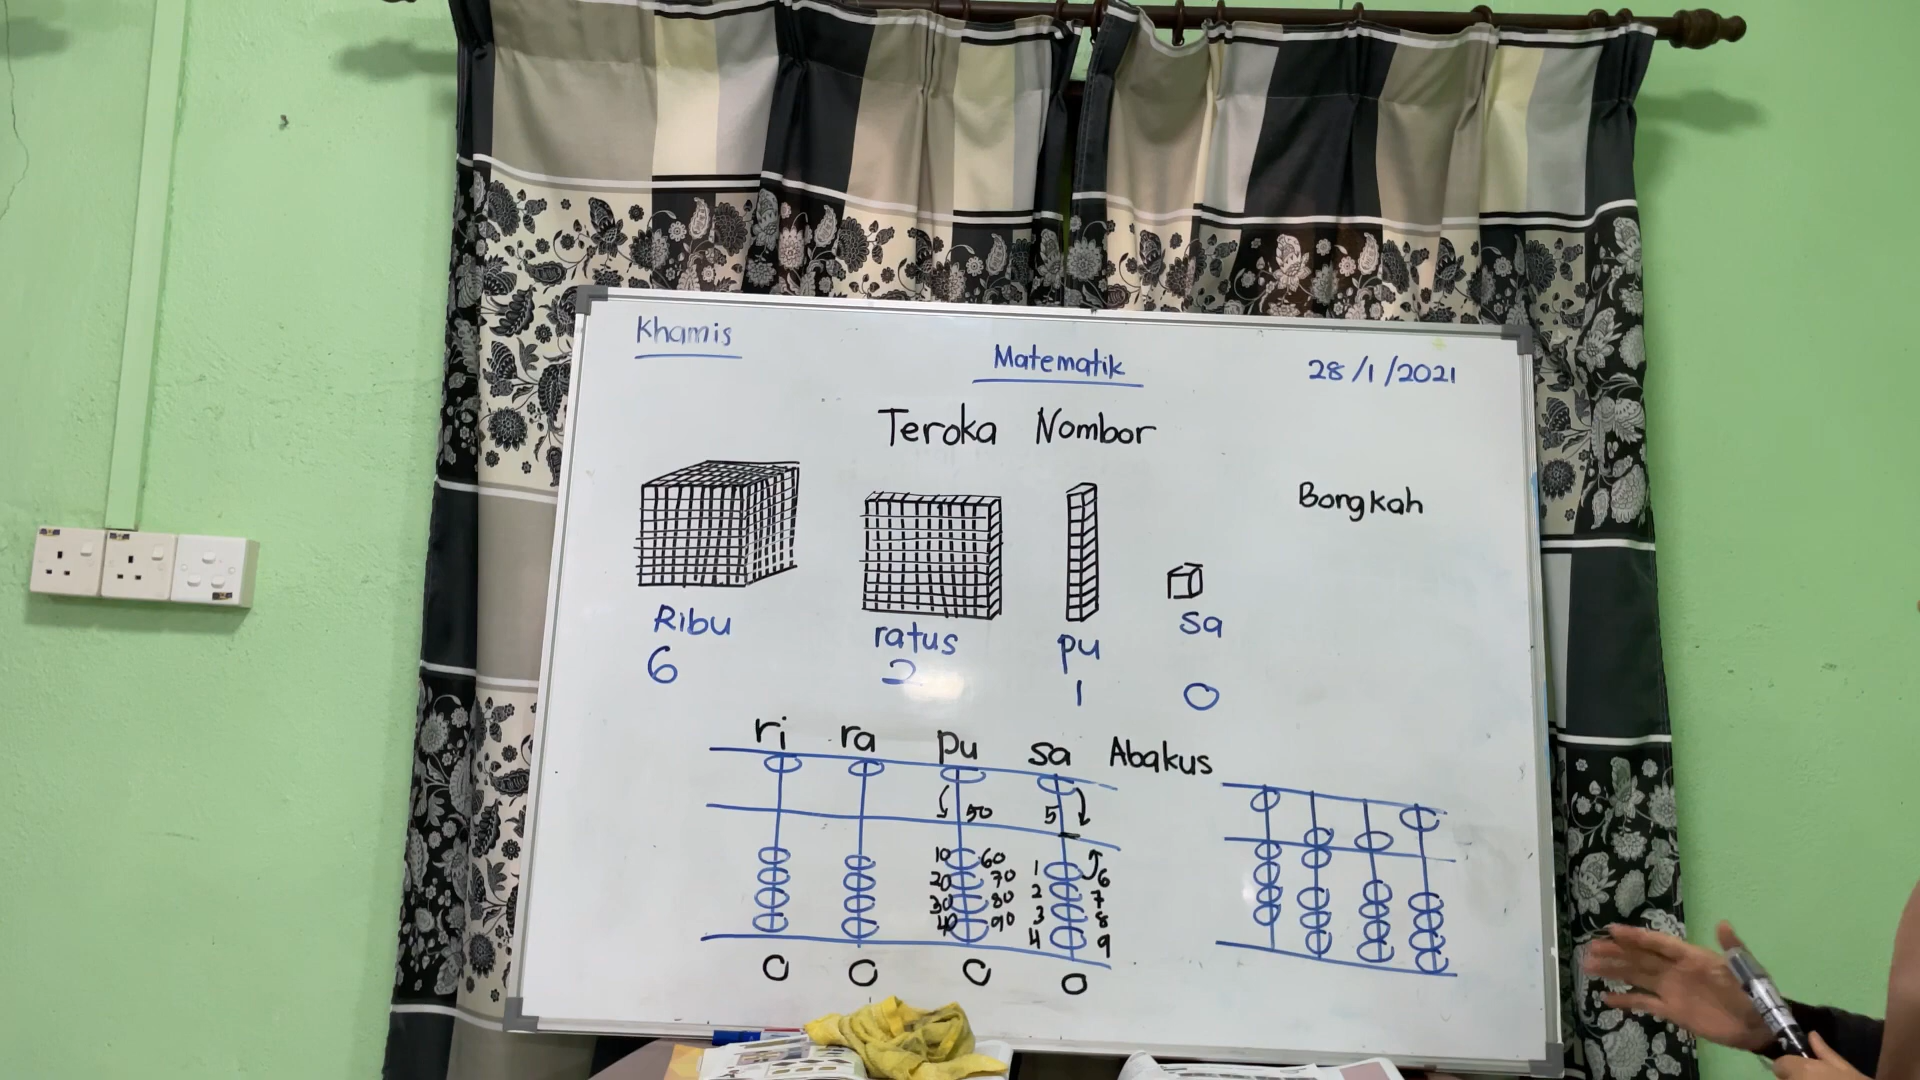 Khamis
Matematik
28/1/2021
Teroka Nombor
Bongkah
Ribu ratus pu sa
6 2 1 0
ri ra pu sa Abakus
50 5
10 60 1 6
20 70 2 7
30 80 3 8
40 90 4 9
0 0 0 0